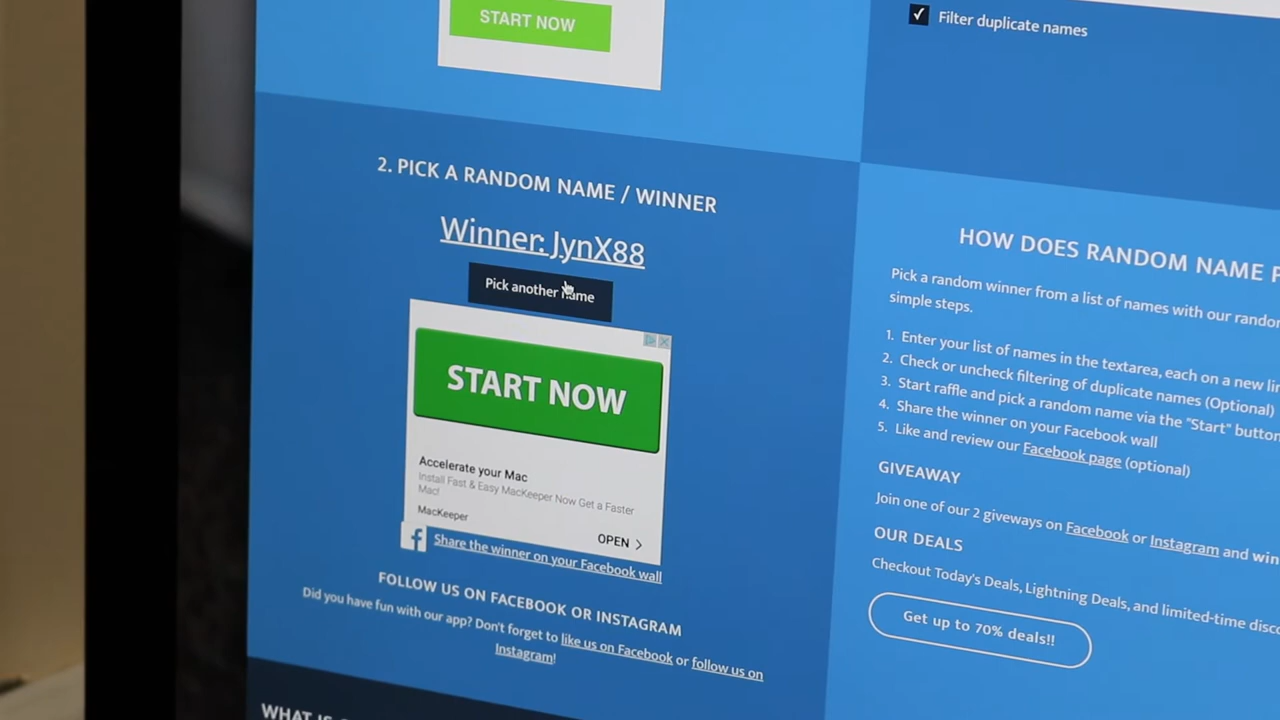 START NOW
Filter duplicate names
2. PICK A RANDOM NAME / WINNER
Winner: JynX88
Pick another name
START NOW
Accelerate your Mac
Install Fast & Easy MacKeeper Now Get a Faster
Mac!
MacKeeper
OPEN
Share the winner on your Facebook wall
FOLLOW US ON FACEBOOK OR INSTAGRAM
Did you have fun with our app? Don't forget to like us on Facebook or follow us on
Instagram!
WHAT IS
HOW DOES RANDOM NAME
Pick a random winner from a list of names with our
simple steps.
1. Enter your list of names in the textarea, each on a new
2. Check or uncheck filtering of duplicate names (Optional)
3. Start raffle and pick a random name via the "Start" button
4. Share the winner on your Facebook wall
5. Like and review our Facebook page (optional)
GIVEAWAY
Join one of our 2 giveways on Facebook or Instagram and win
OUR DEALS
Checkout Today's Deals, Lightning Deals, and limited-time
Get up to 70% deals!!